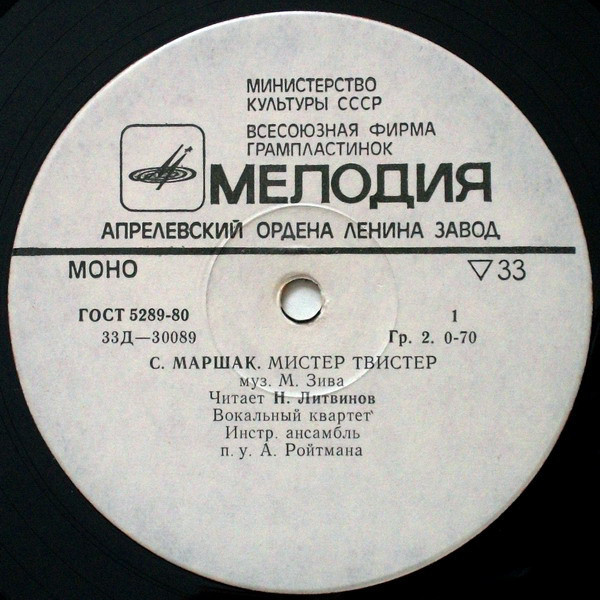 МИНИСТЕРСТВО
КУЛЬТУРЫ СССР
ВСЕСОЮЗНАЯ ФИРМА
ГРАМПЛАСТИНОК
МЕЛОДИЯ
АПРЕЛЕВСКИЙ ОРДЕНА ЛЕНИНА ЗАВОД
МОНО ▽33
ГОСТ 5289-80 1
33Д—30089 Гр. 2. 0-70
С. МАРШАК. МИСТЕР ТВИСТЕР
муз. М. Зива
Читает Н. Литвинов
Вокальный квартет
Инстр. ансамбль
п. у. А. Ройтмана